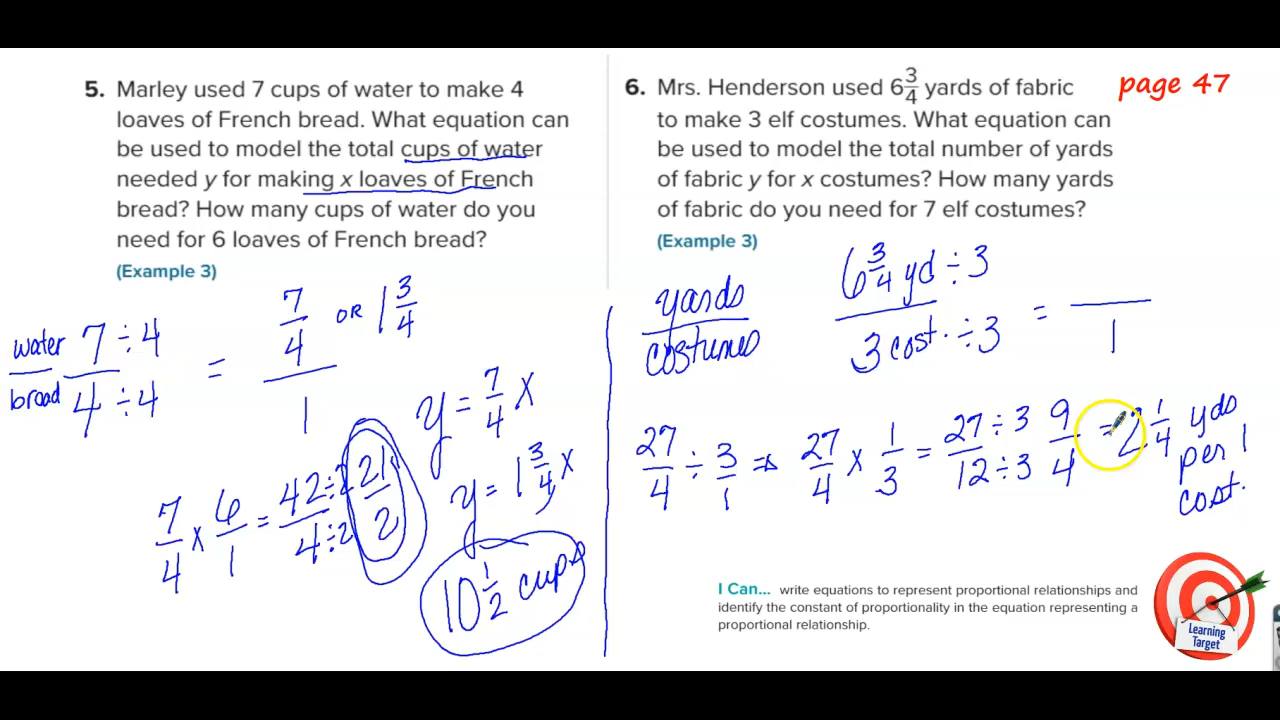 page 47
5. Marley used 7 cups of water to make 4
loaves of French bread. What equation can
be used to model the total cups of water
needed y for making x loaves of French
bread? How many cups of water do you
need for 6 loaves of French bread?
(Example 3)
water 7 ÷ 4 = 7/4 OR 1 3/4
bread 4 ÷ 4 1
y = 7/4 x
y = 1 3/4 x
7/4 × 6/1 = 42 ÷ 2 21
4 ÷ 2 2
10 1/2 cups
6. Mrs. Henderson used 6 3/4 yards of fabric
to make 3 elf costumes. What equation can
be used to model the total number of yards
of fabric y for x costumes? How many yards
of fabric do you need for 7 elf costumes?
(Example 3)
yards 6 3/4 yd ÷ 3 =
costumes 3 cost. ÷ 3 1
27/4 ÷ 3/1 ⇒ 27/4 × 1/3 = 27 ÷ 3 9 = 2 1/4 yds
12 ÷ 3 4 per 1
cost.
I Can... write equations to represent proportional relationships and
identify the constant of proportionality in the equation representing a
proportional relationship.
Learning
Target